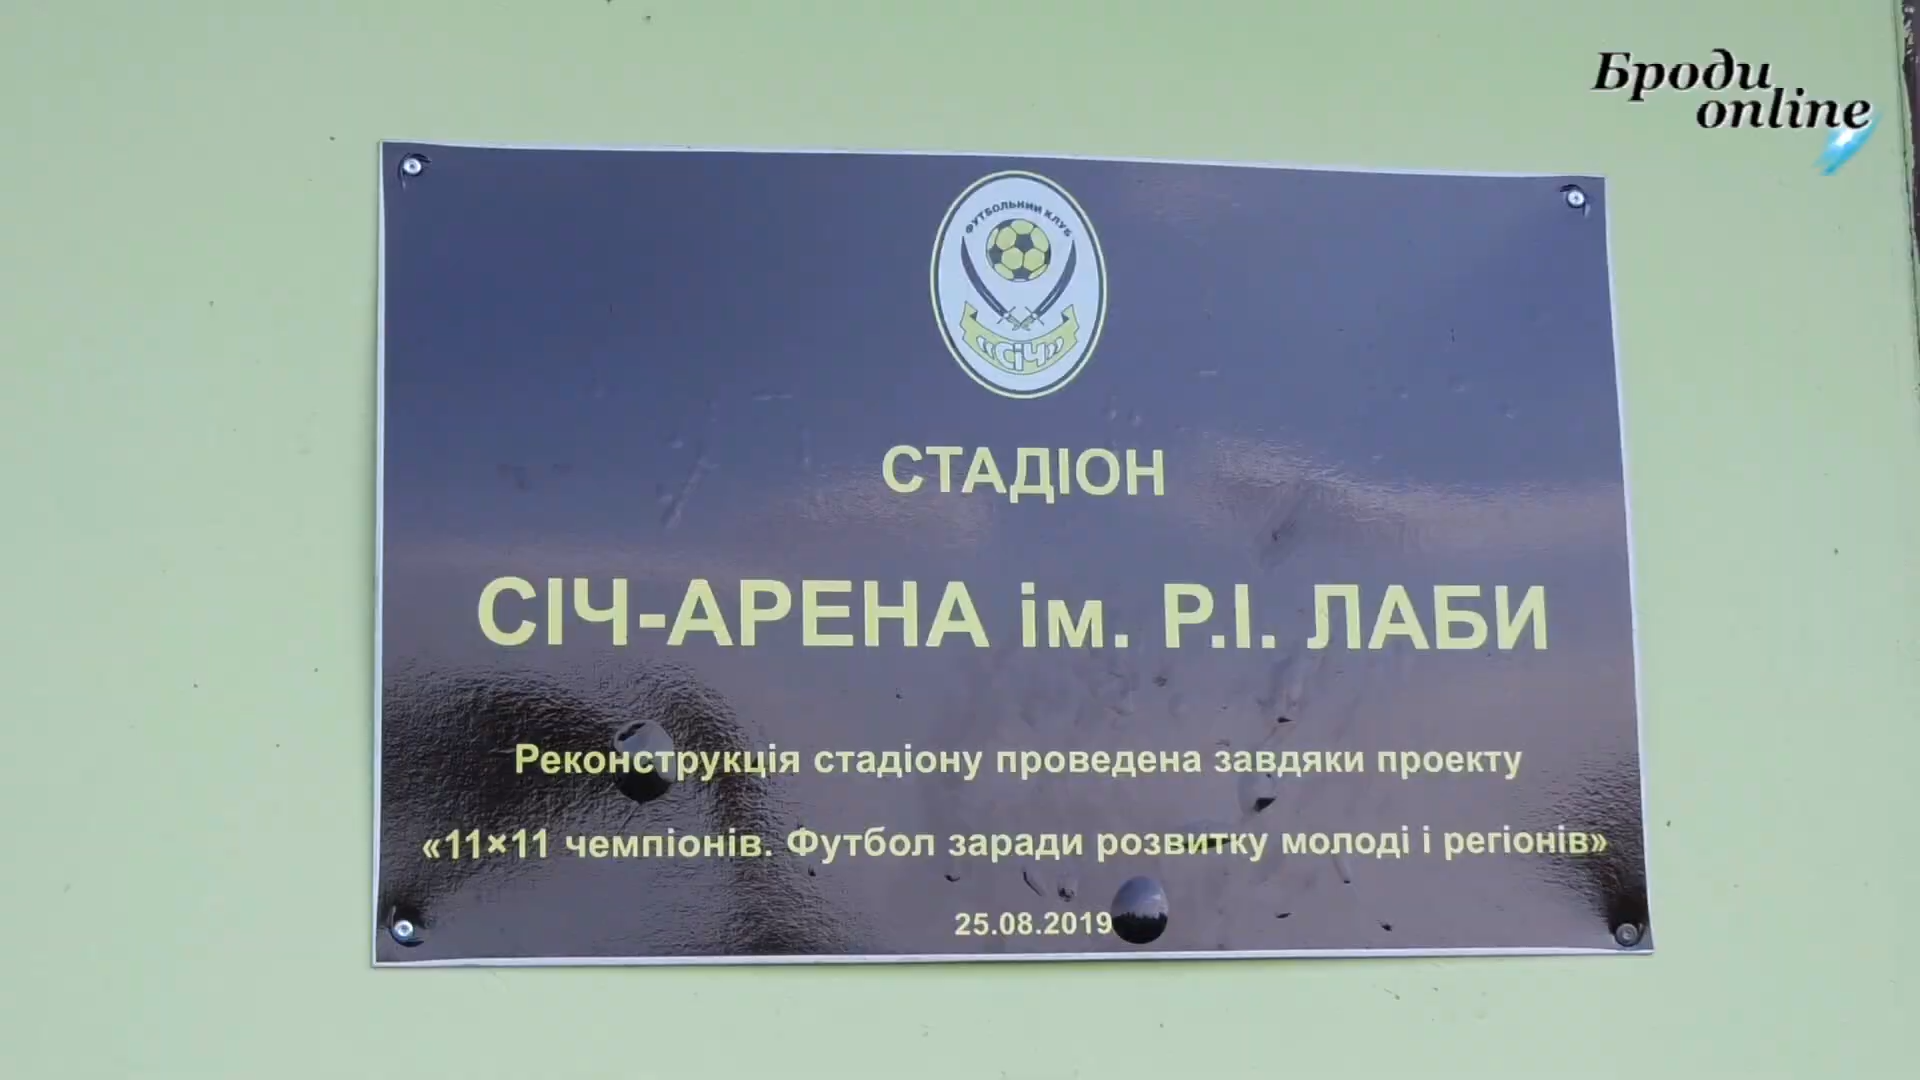 Броди
online
ФУТБОЛЬНИЙ КЛУБ
"СІЧ"
СТАДІОН
СІЧ-АРЕНА ім. Р.І. ЛАБИ
Реконструкція стадіону проведена завдяки проекту
«11×11 чемпіонів. Футбол заради розвитку молоді і регіонів»
25.08.2019